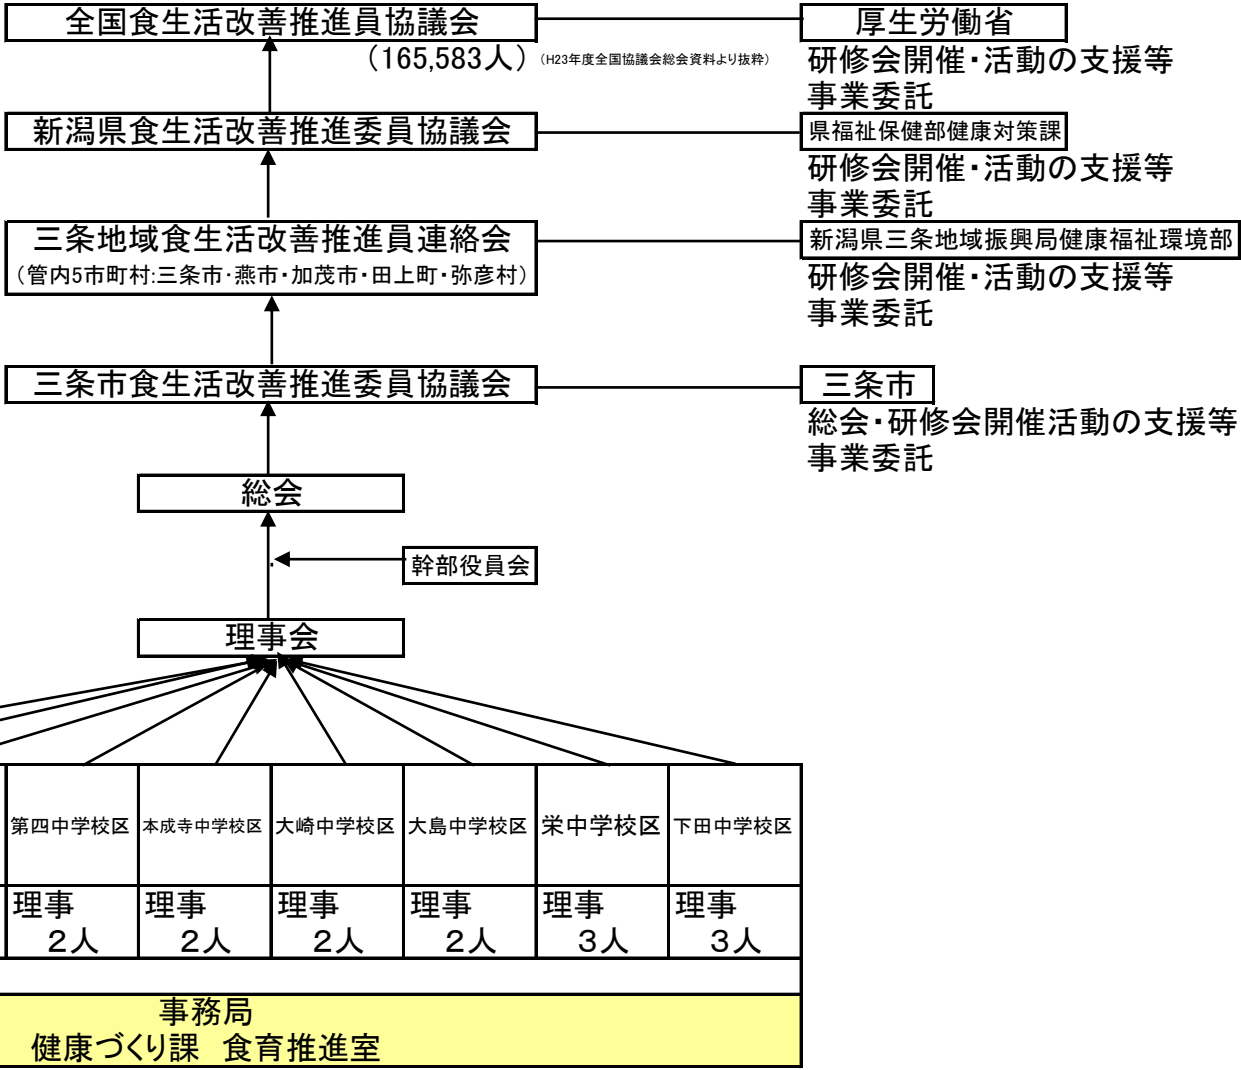 全国食生活改善推進員協議会
厚生労働省
（165,583人）
（H23年度全国協議会総会資料より抜粋）
研修会開催・活動の支援等
事業委託
新潟県食生活改善推進委員協議会
県福祉保健部健康対策課
研修会開催・活動の支援等
事業委託
三条地域食生活改善推進員連絡会
（管内5市町村:三条市・燕市・加茂市・田上町・弥彦村）
新潟県三条地域振興局健康福祉環境部
研修会開催・活動の支援等
事業委託
三条市食生活改善推進委員協議会
三条市
総会・研修会開催活動の支援等
事業委託
総会
幹部役員会
理事会
第四中学校区 本成寺中学校区 大崎中学校区 大島中学校区 栄中学校区 下田中学校区
理事 理事 理事 理事 理事 理事
２人 ２人 ２人 ２人 ３人 ３人
事務局
健康づくり課　食育推進室